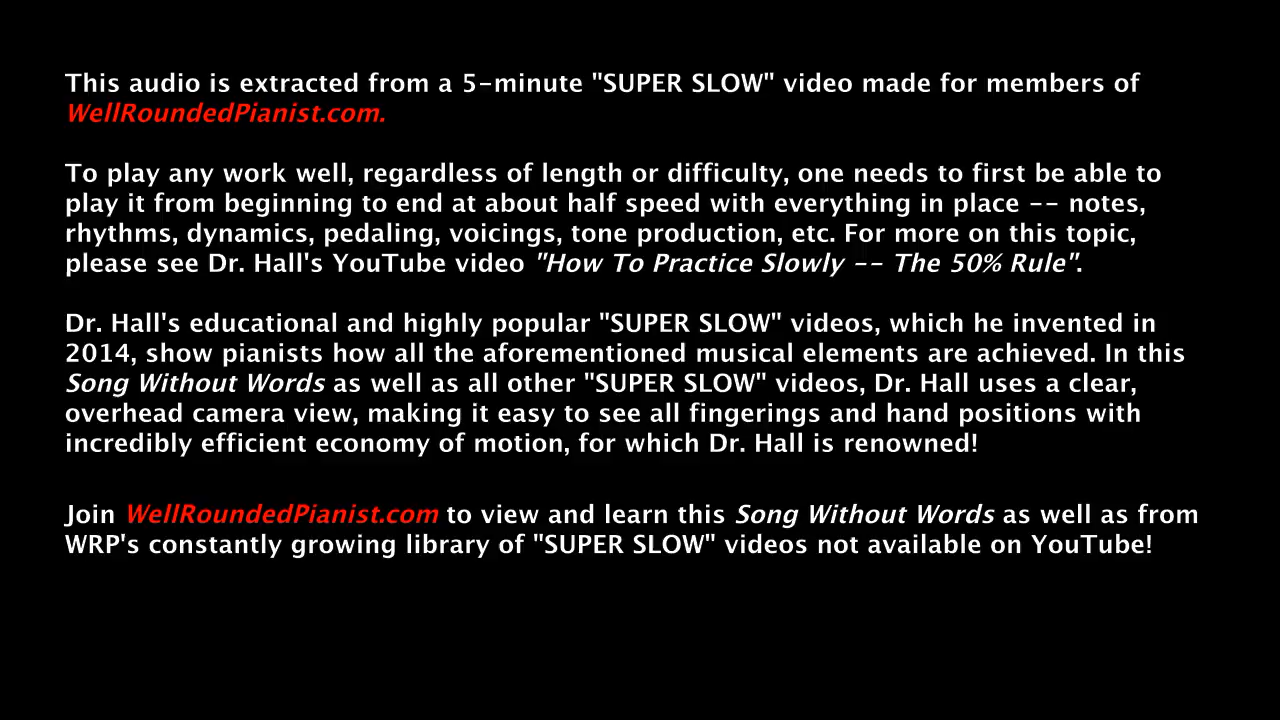 This audio is extracted from a 5-minute "SUPER SLOW" video made for members of
WellRoundedPianist.com.
To play any work well, regardless of length or difficulty, one needs to first be able to
play it from beginning to end at about half speed with everything in place -- notes,
rhythms, dynamics, pedaling, voicings, tone production, etc. For more on this topic,
please see Dr. Hall's YouTube video "How To Practice Slowly -- The 50% Rule".
Dr. Hall's educational and highly popular "SUPER SLOW" videos, which he invented in
2014, show pianists how all the aforementioned musical elements are achieved. In this
Song Without Words as well as all other "SUPER SLOW" videos, Dr. Hall uses a clear,
overhead camera view, making it easy to see all fingerings and hand positions with
incredibly efficient economy of motion, for which Dr. Hall is renowned!
Join WellRoundedPianist.com to view and learn this Song Without Words as well as from
WRP's constantly growing library of "SUPER SLOW" videos not available on YouTube!